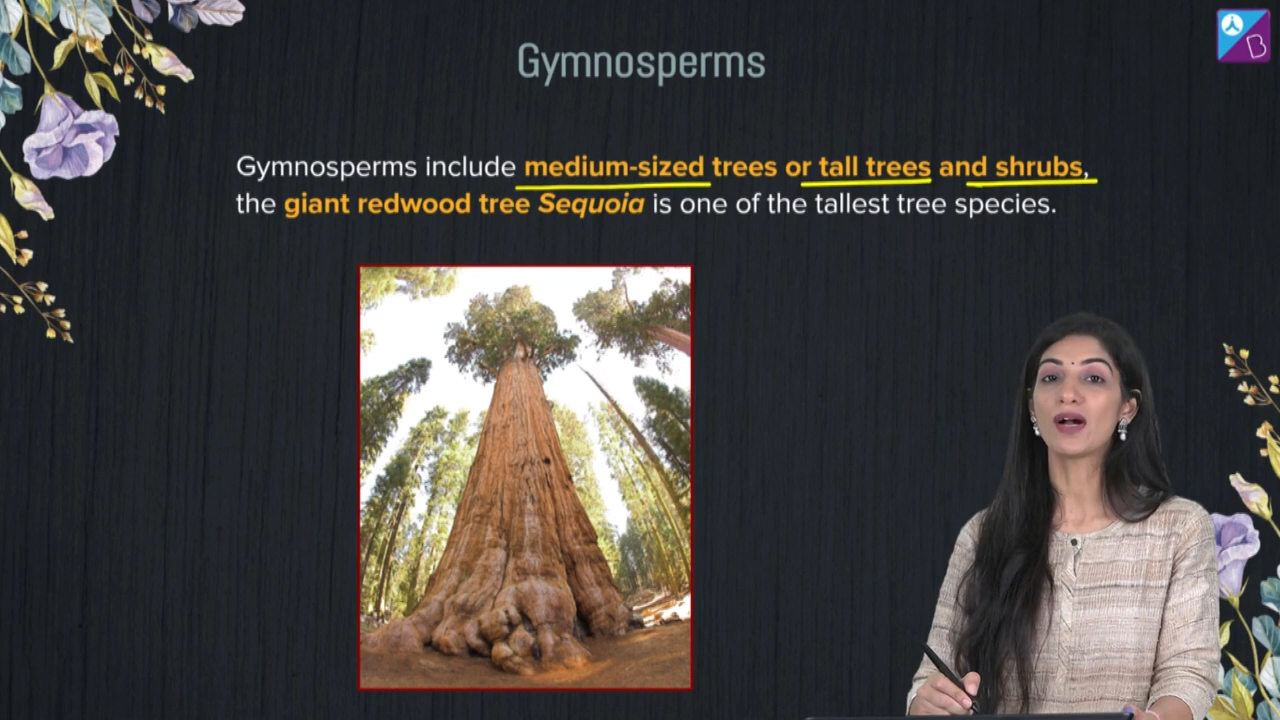 Gymnosperms
B
Gymnosperms include medium-sized trees or tall trees and shrubs,
the giant redwood tree Sequoia is one of the tallest tree species.